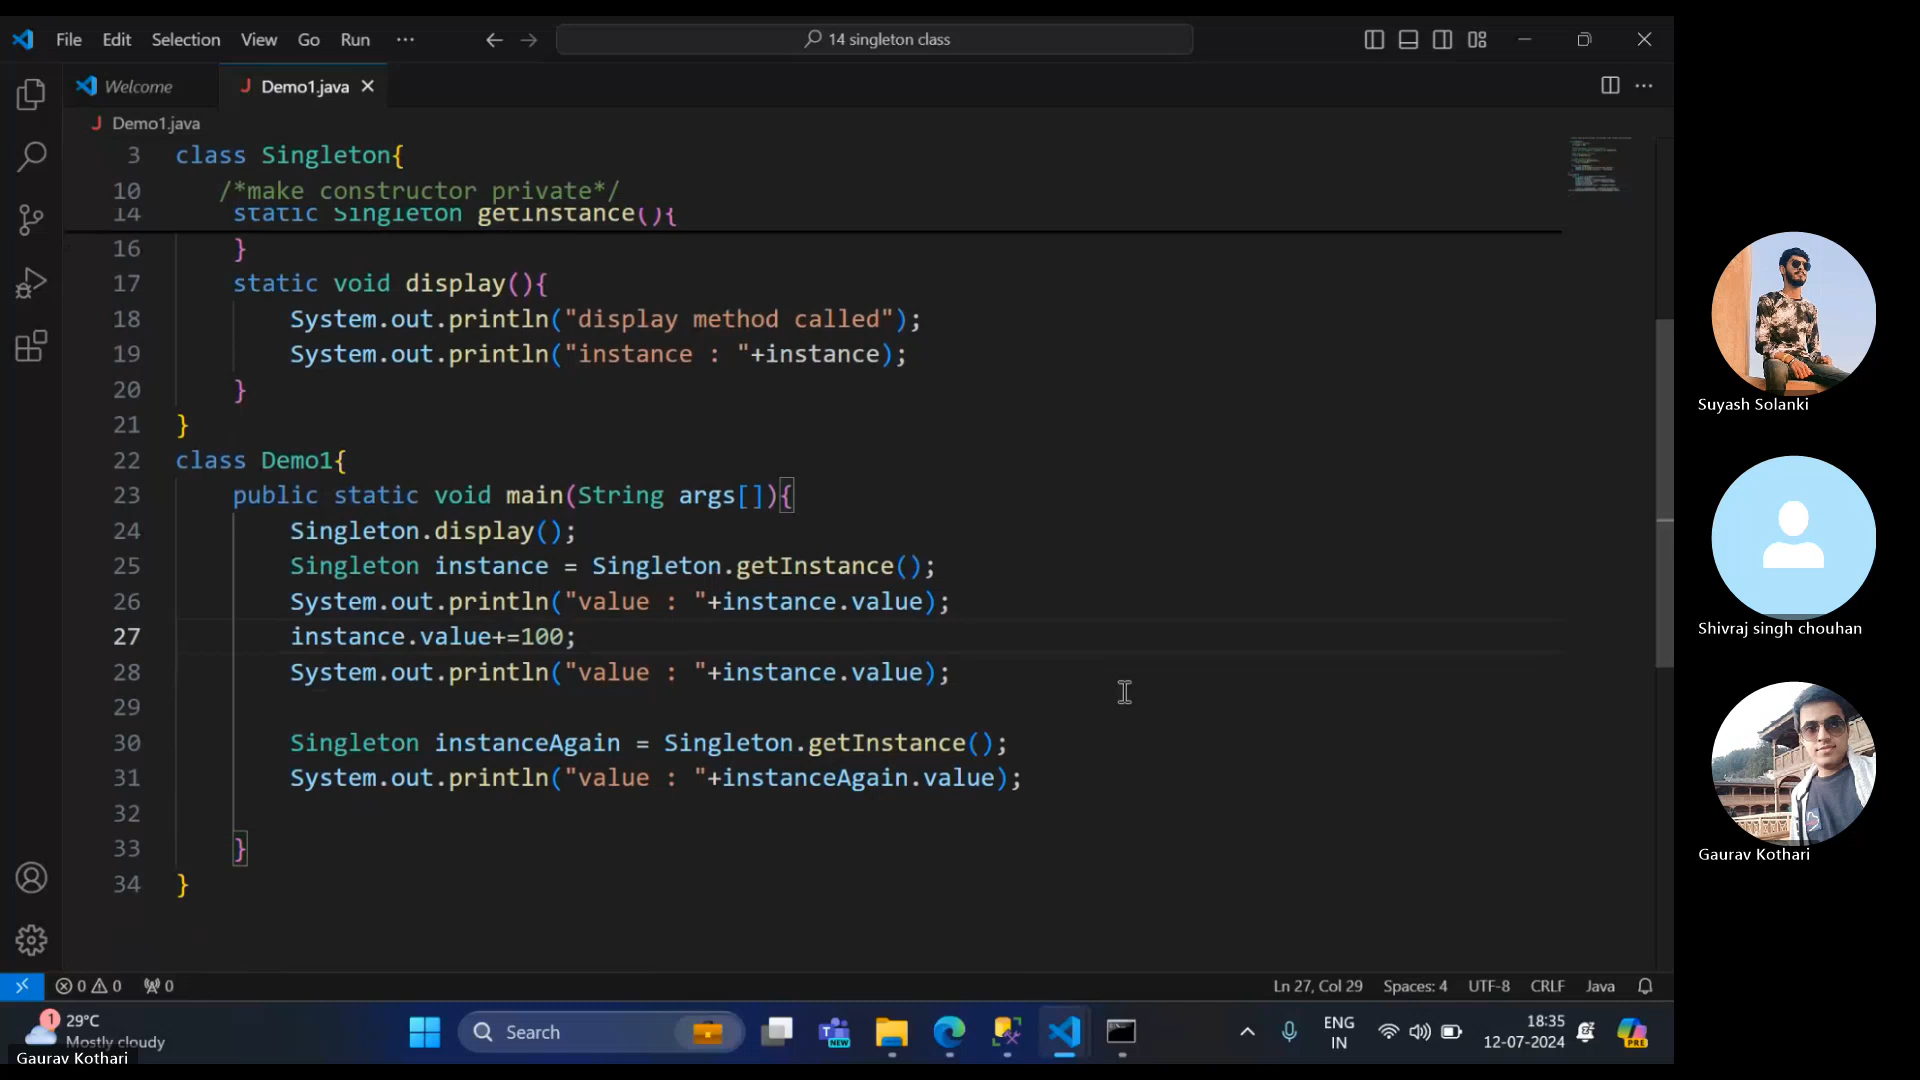 File Edit Selection View Go Run ...
14 singleton class
Welcome
Demo1.java
Demo1.java
3 class Singleton{
10 /*make constructor private*/
14 static Singleton getInstance(){
16 }
17 static void display(){
18 System.out.println("display method called");
19 System.out.println("instance : "+instance);
20 }
21 }
22 class Demo1{
23 public static void main(String args[]){
24 Singleton.display();
25 Singleton instance = Singleton.getInstance();
26 System.out.println("value : "+instance.value);
27 instance.value+=100;
28 System.out.println("value : "+instance.value);
29
30 Singleton instanceAgain = Singleton.getInstance();
31 System.out.println("value : "+instanceAgain.value);
32
33 }
34 }
Suyash Solanki
Shivraj singh chouhan
Gaurav Kothari
0 0 0
Ln 27, Col 29 Spaces: 4 UTF-8 CRLF Java
1
29°C
Mostly cloudy
Search
NEW
ENG
IN
18:35
12-07-2024
PRE
Gaurav Kothari